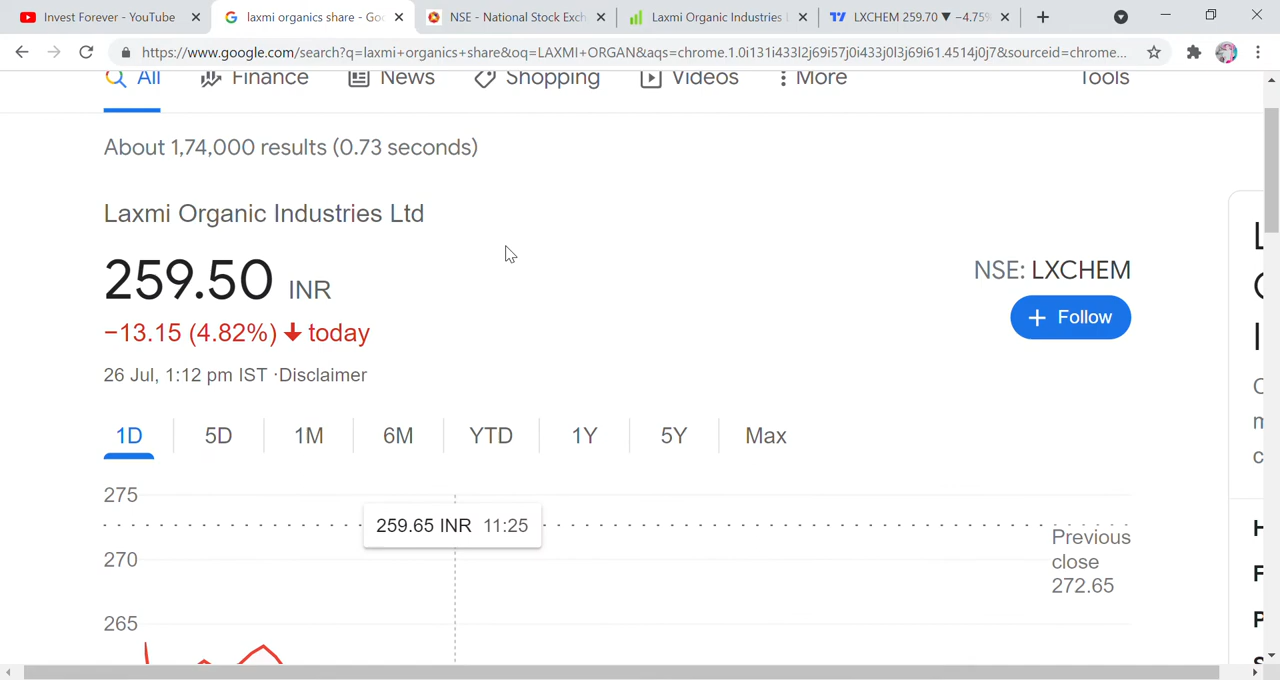 Invest Forever - YouTube
laxmi organics share - Goo
NSE - National Stock Exch
Laxmi Organic Industries
LXCHEM 259.70 ▼ −4.75%
https://www.google.com/search?q=laxmi+organics+share&oq=LAXMI+ORGAN&aqs=chrome.1.0i131i433l2j69i57j0i433j0l3j69i61.4514j0j7&sourceid=chrome...
All
Finance
News
Shopping
Videos
More
Tools
About 1,74,000 results (0.73 seconds)
Laxmi Organic Industries Ltd
259.50 INR
NSE: LXCHEM
+ Follow
−13.15 (4.82%) ↓ today
26 Jul, 1:12 pm IST ·Disclaimer
1D
5D
1M
6M
YTD
1Y
5Y
Max
275
259.65 INR 11:25
Previous
close
272.65
270
265